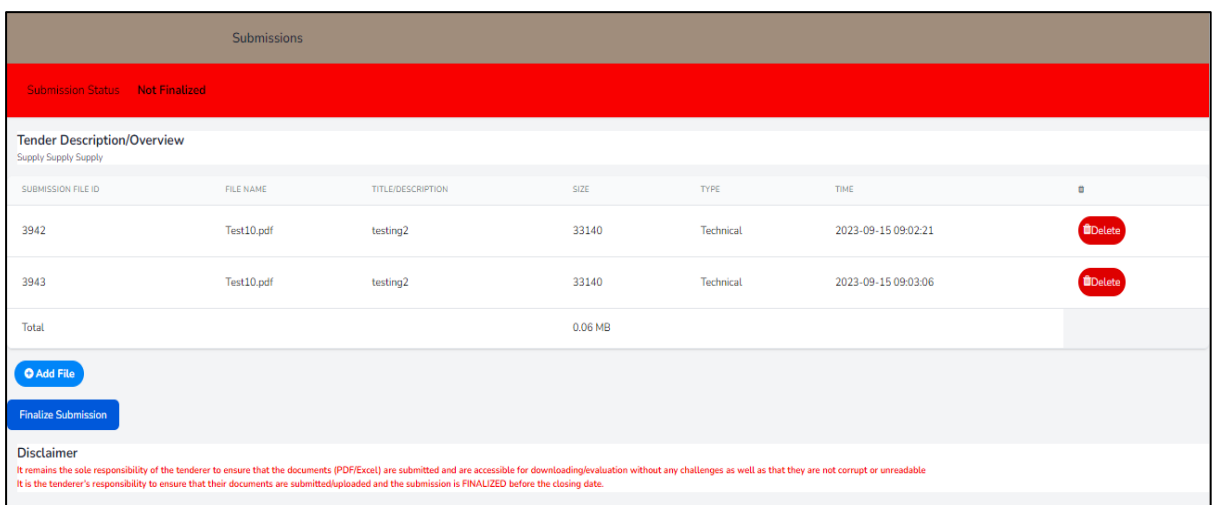 Submissions
Submission Status Not Finalized
Tender Description/Overview
Supply Supply Supply
SUBMISSION FILE ID FILE NAME TITLE/DESCRIPTION SIZE TYPE TIME
3942 Test10.pdf testing2 33140 Technical 2023-09-15 09:02:21 Delete
3943 Test10.pdf testing2 33140 Technical 2023-09-15 09:03:06 Delete
Total 0.06 MB
Add File
Finalize Submission
Disclaimer
It remains the sole responsibility of the tenderer to ensure that the documents (PDF/Excel) are submitted and are accessible for downloading/evaluation without any challenges as well as that they are not corrupt or unreadable
It is the tenderer's responsibility to ensure that their documents are submitted/uploaded and the submission is FINALIZED before the closing date.